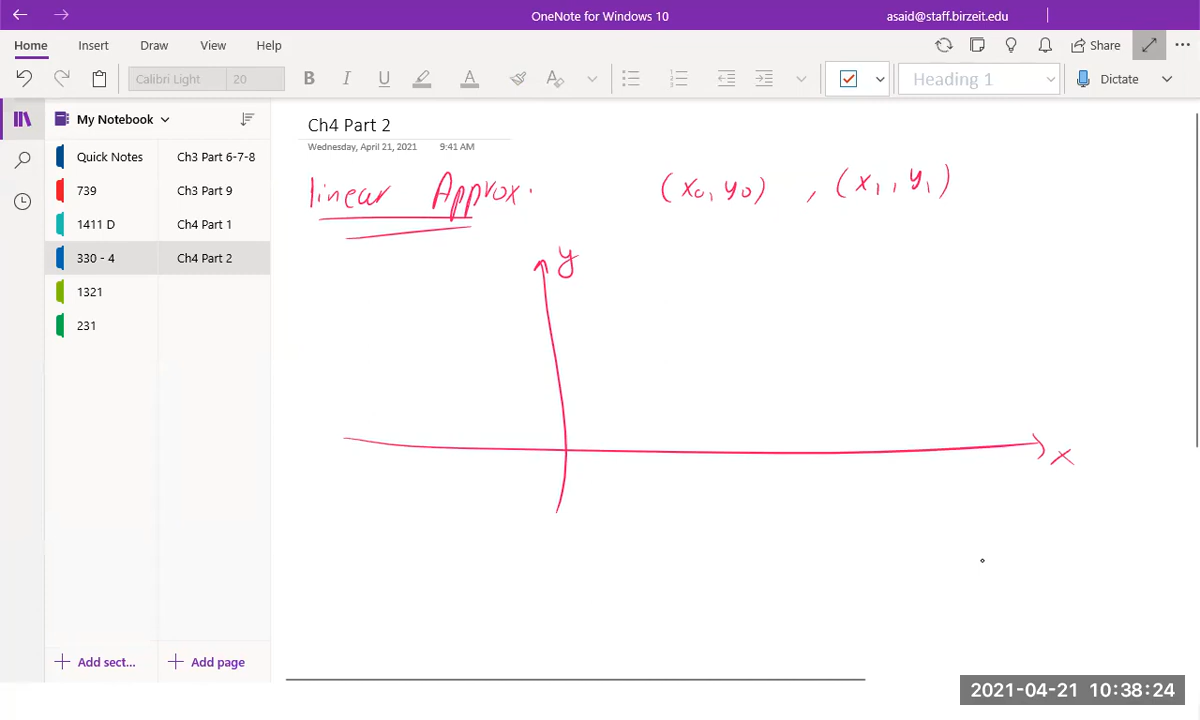 OneNote for Windows 10
asaid@staff.birzeit.edu
Home Insert Draw View Help
Share
Calibri Light 20
B I U A
Heading 1
Dictate
My Notebook
Quick Notes
739
1411 D
330 - 4
1321
231
Ch3 Part 6-7-8
Ch3 Part 9
Ch4 Part 1
Ch4 Part 2
Add sect...
Add page
Ch4 Part 2
Wednesday, April 21, 2021 9:41 AM
linear Approx. (x₀, y₀) , (x₁, y₁)
y
x
2021-04-21 10:38:24